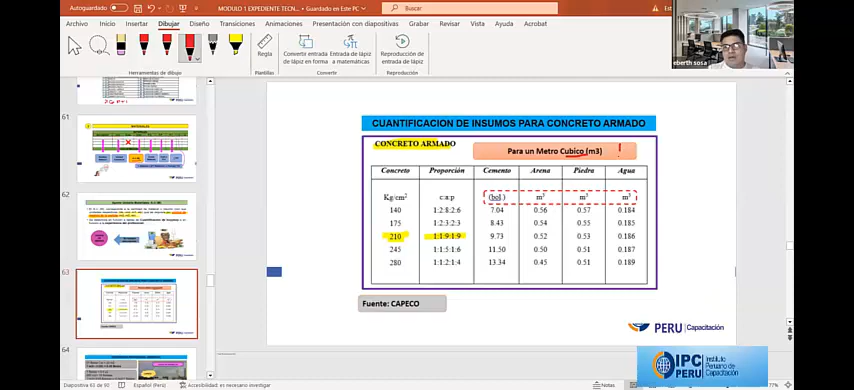 Autoguardado
MODULO 1 EXPEDIENTE TECN... • Guardado en Este PC
Buscar
Archivo Inicio Insertar Dibujar Diseño Transiciones Animaciones Presentación con diapositivas Grabar Revisar Vista Ayuda Acrobat
Regla
Convertir entrada de lápiz en forma
Entrada de lápiz a matemáticas
Reproducción de entrada de lápiz
Herramientas de dibujo Plantillas Convertir Reproducción
eberth sosa
61
62
63
64
CUANTIFICACION DE INSUMOS PARA CONCRETO ARMADO
CONCRETO ARMADO
Para un Metro Cubico (m3)
Concreto Proporción Cemento Arena Piedra Agua
Kg/cm² c:a:p (bol.) m³ m³ m³
140 1:2:8:2:6 7.04 0.56 0.57 0.184
175 1:2:3:2:3 8.43 0.54 0.55 0.185
210 1:1:9:1:9 9.73 0.52 0.53 0.186
245 1:1:5:1:6 11.50 0.50 0.51 0.187
280 1:1:2:1:4 13.34 0.45 0.51 0.189
Fuente: CAPECO
PERU Capacitación
IPC PERU
Instituto Peruano de Capacitación
Diapositiva 63 de 90 Español (Perú) Accesibilidad: es necesario investigar Notas 77%